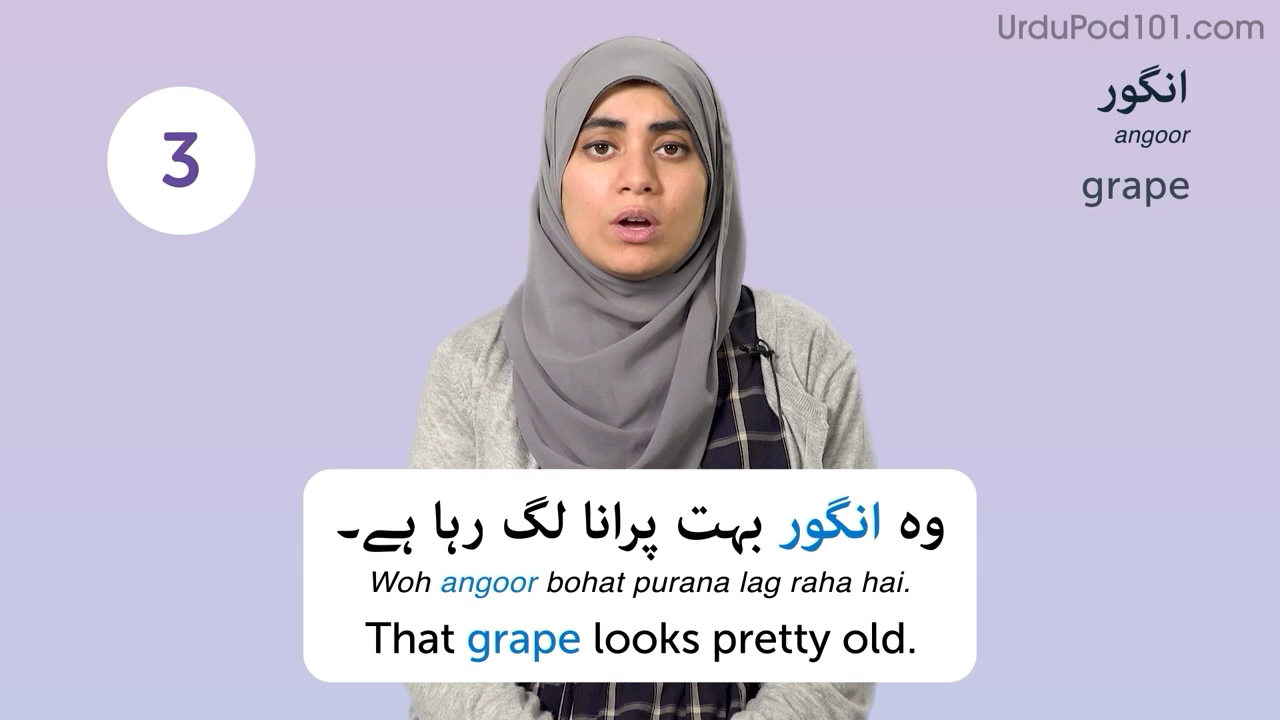 UrduPod101.com
3
انگور
angoor
grape
وہ انگور بہت پرانا لگ رہا ہے۔
Woh angoor bohat purana lag raha hai.
That grape looks pretty old.